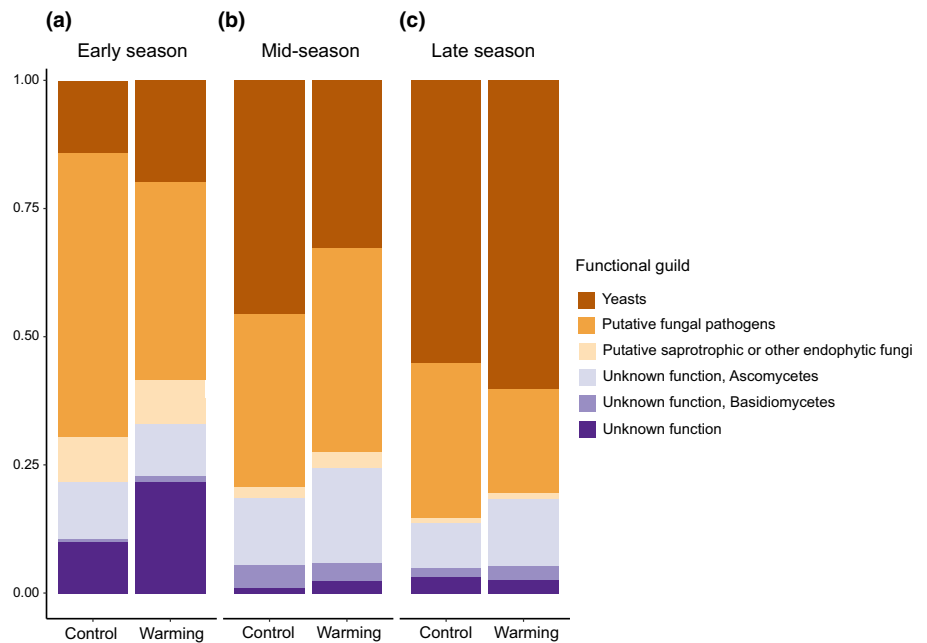 (a)
(b)
(c)
Early season
Mid-season
Late season
1.00
0.75
0.50
0.25
0.00
Control
Warming
Control
Warming
Control
Warming
Functional guild
Yeasts
Putative fungal pathogens
Putative saprotrophic or other endophytic fungi
Unknown function, Ascomycetes
Unknown function, Basidiomycetes
Unknown function